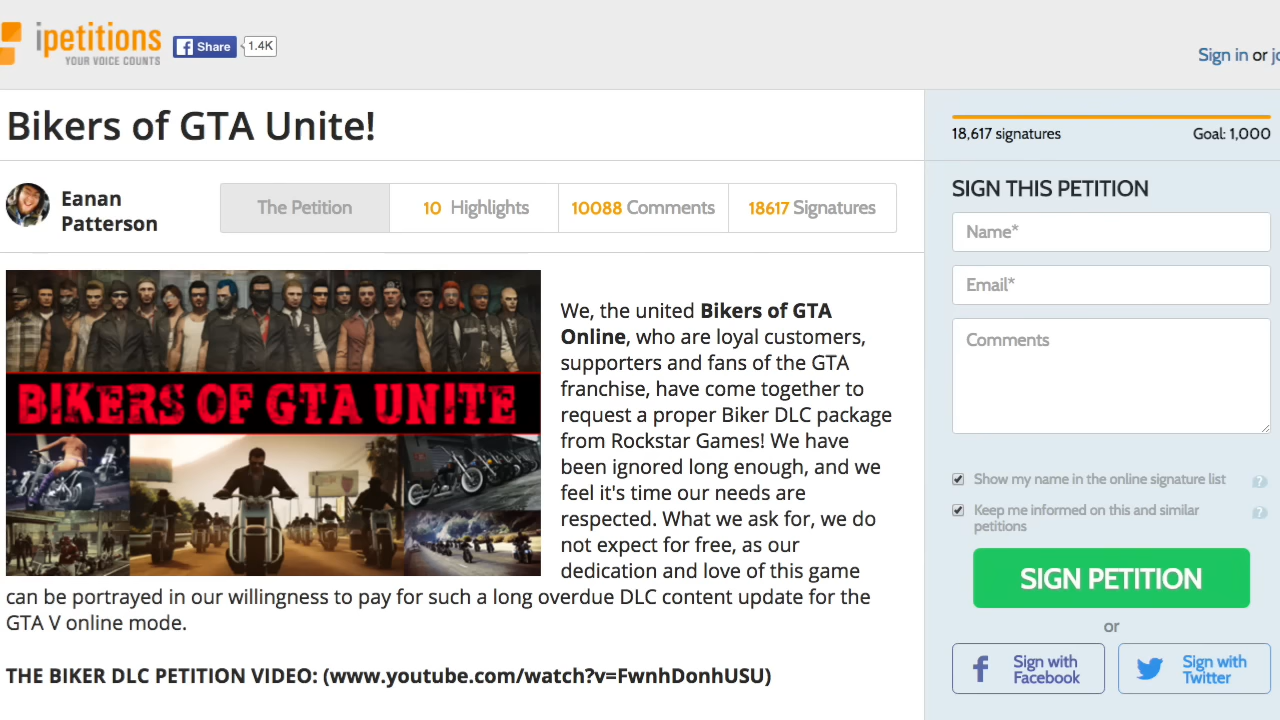 ipetitions
YOUR VOICE COUNTS
Share
1.4K
Sign in or jo
Bikers of GTA Unite!
18,617 signatures
Goal: 1,000
Eanan
Patterson
The Petition
10 Highlights
10088 Comments
18617 Signatures
SIGN THIS PETITION
Name*
Email*
Comments
BIKERS OF GTA UNITE
We, the united Bikers of GTA
Online, who are loyal customers,
supporters and fans of the GTA
franchise, have come together to
request a proper Biker DLC package
from Rockstar Games! We have
been ignored long enough, and we
feel it's time our needs are
respected. What we ask for, we do
not expect for free, as our
dedication and love of this game
can be portrayed in our willingness to pay for such a long overdue DLC content update for the
GTA V online mode.
THE BIKER DLC PETITION VIDEO: (www.youtube.com/watch?v=FwnhDonhUSU)
Show my name in the online signature list
?
Keep me informed on this and similar
petitions
?
SIGN PETITION
or
Sign with
Facebook
Sign with
Twitter